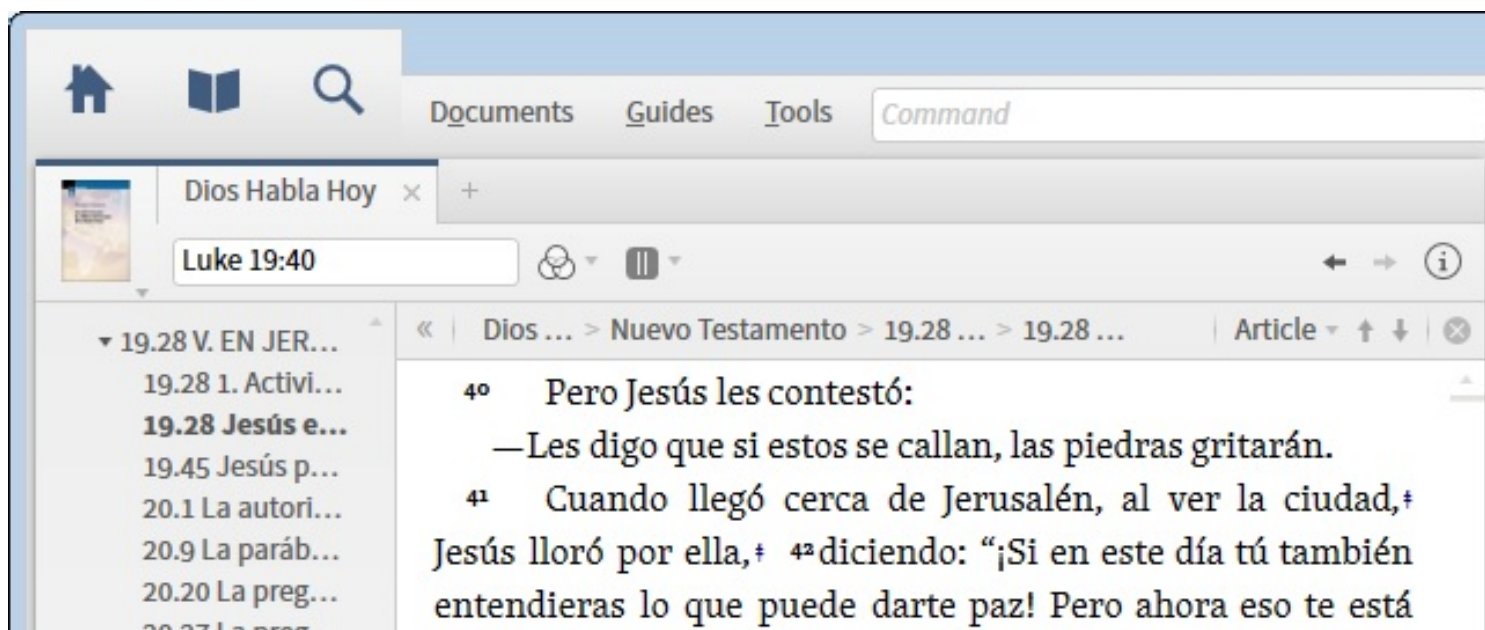 Documents Guides Tools Command
Dios Habla Hoy × +
Luke 19:40
« Dios … > Nuevo Testamento > 19.28 … > 19.28 … Article
19.28 V. EN JER…
19.28 1. Activi…
19.28 Jesús e…
19.45 Jesús p…
20.1 La autori…
20.9 La paráb…
20.20 La preg…
40 Pero Jesús les contestó:
—Les digo que si estos se callan, las piedras gritarán.
41 Cuando llegó cerca de Jerusalén, al ver la ciudad,‡
Jesús lloró por ella,‡ 42 diciendo: “¡Si en este día tú también
entendieras lo que puede darte paz! Pero ahora eso te está